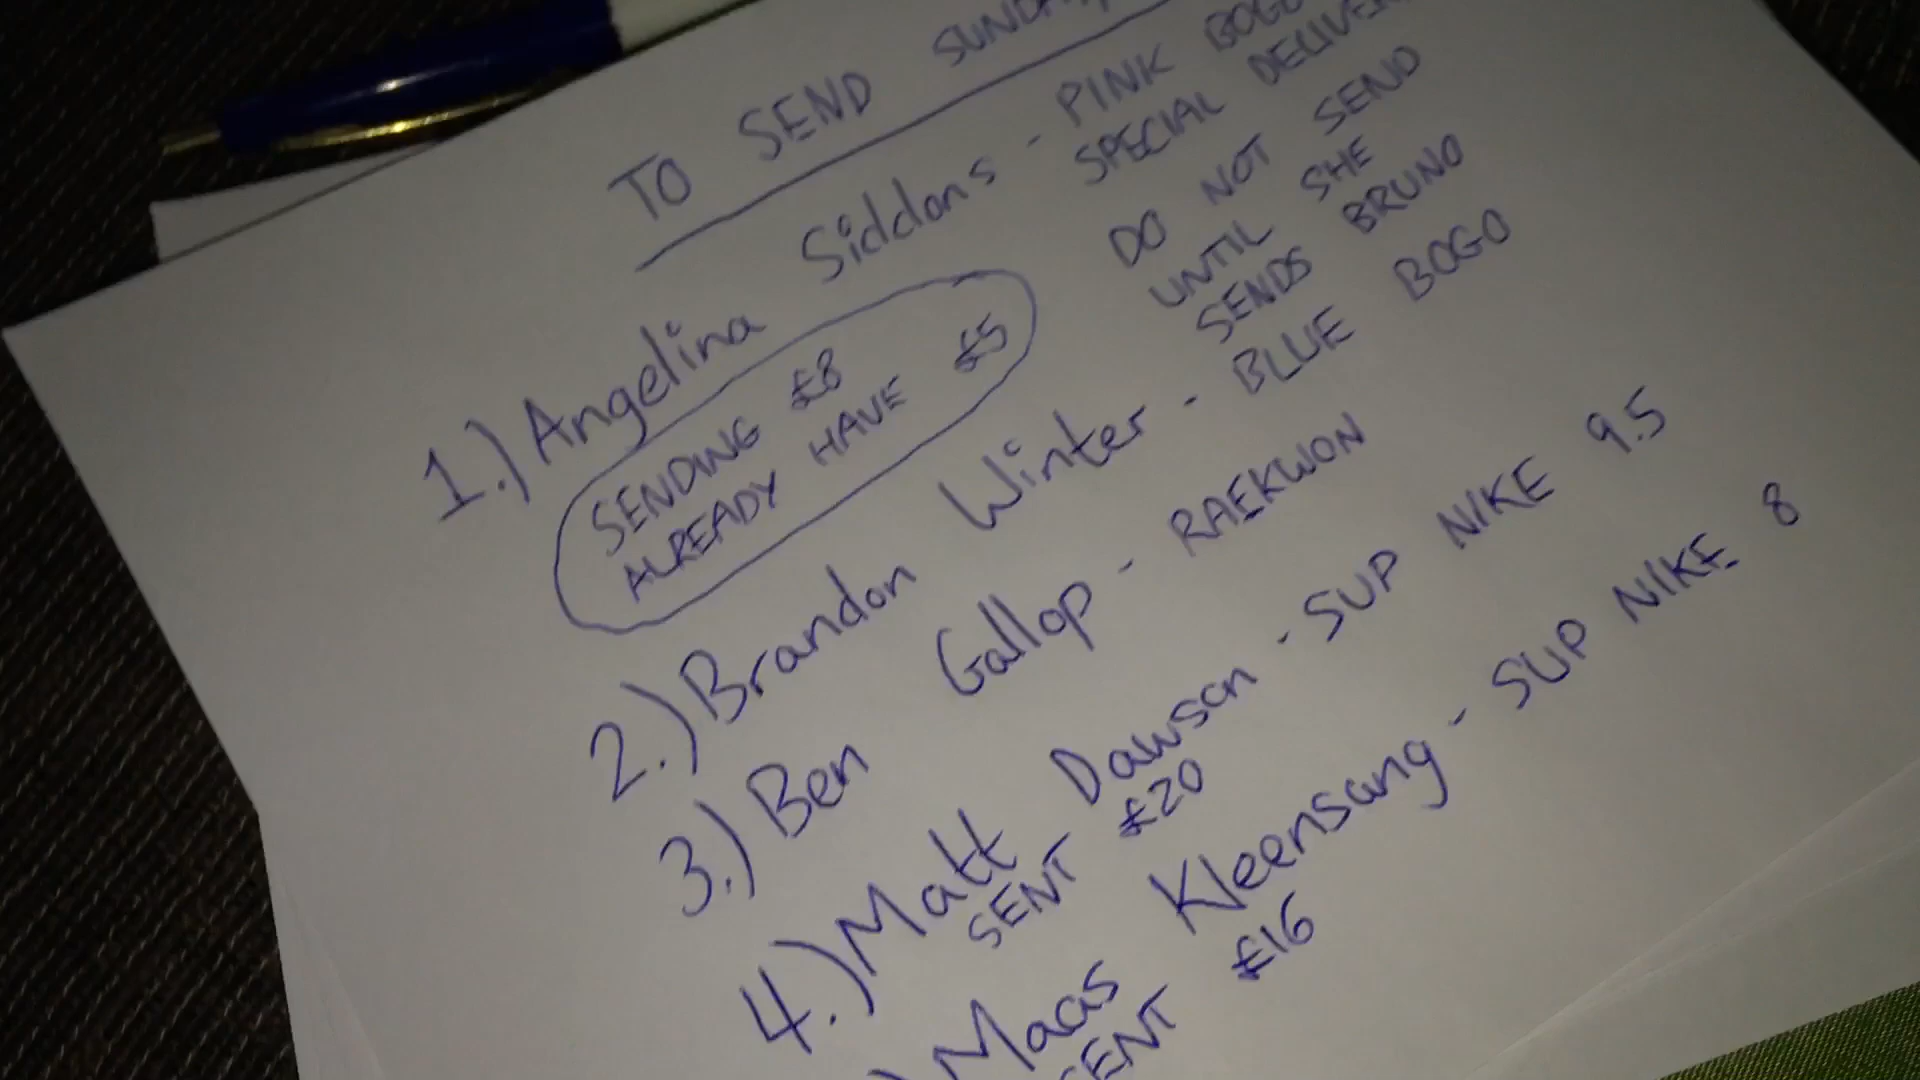 TO SEND SUNDAY
1.) Angelina Siddons - PINK BOGO
SPECIAL DELIVERY
DO NOT SEND
UNTIL SHE
SENDS BRUNO
SENDING £8
ALREADY HAVE £5
2.) Brandon Winter - BLUE BOGO
3.) Ben Gallop - RAEKWON
4.) Matt Dawson - SUP NIKE 9.5
SENT £20
Maas Kleensang - SUP NIKE 8
SENT £16